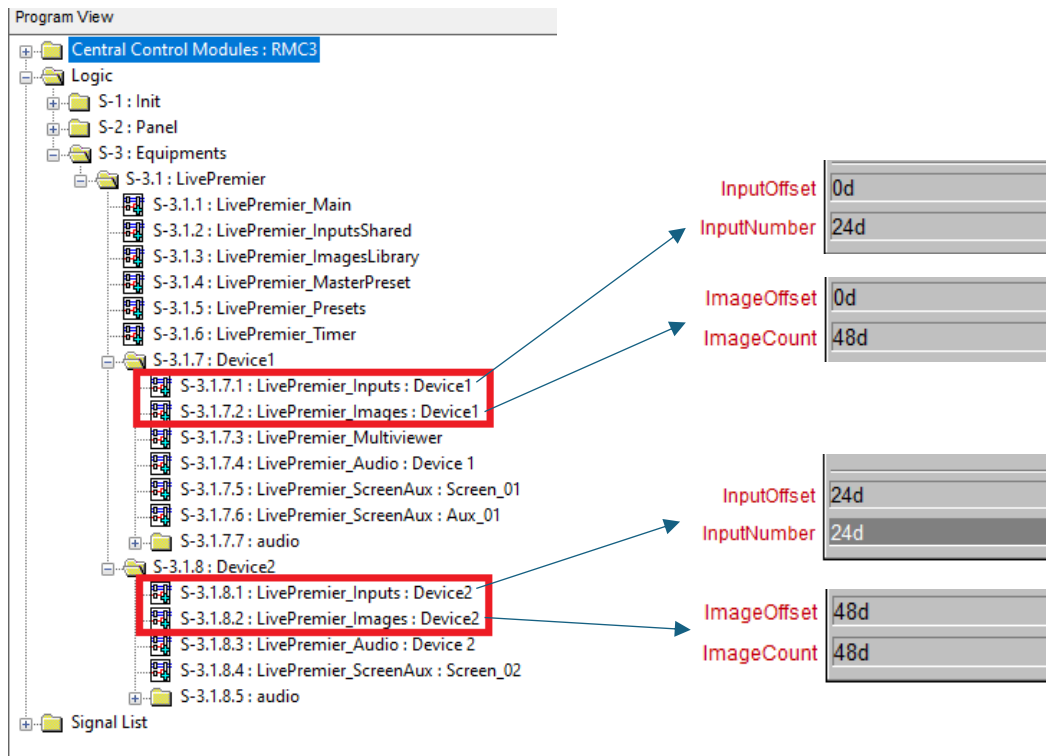 Program View
Central Control Modules : RMC3
Logic
S-1 : Init
S-2 : Panel
S-3 : Equipments
S-3.1 : LivePremier
S-3.1.1 : LivePremier_Main
S-3.1.2 : LivePremier_InputsShared
S-3.1.3 : LivePremier_ImagesLibrary
S-3.1.4 : LivePremier_MasterPreset
S-3.1.5 : LivePremier_Presets
S-3.1.6 : LivePremier_Timer
S-3.1.7 : Device1
S-3.1.7.1 : LivePremier_Inputs : Device1
S-3.1.7.2 : LivePremier_Images : Device1
S-3.1.7.3 : LivePremier_Multiviewer
S-3.1.7.4 : LivePremier_Audio : Device 1
S-3.1.7.5 : LivePremier_ScreenAux : Screen_01
S-3.1.7.6 : LivePremier_ScreenAux : Aux_01
S-3.1.7.7 : audio
S-3.1.8 : Device2
S-3.1.8.1 : LivePremier_Inputs : Device2
S-3.1.8.2 : LivePremier_Images : Device2
S-3.1.8.3 : LivePremier_Audio : Device 2
S-3.1.8.4 : LivePremier_ScreenAux : Screen_02
S-3.1.8.5 : audio
Signal List
InputOffset 0d
InputNumber 24d
ImageOffset 0d
ImageCount 48d
InputOffset 24d
InputNumber 24d
ImageOffset 48d
ImageCount 48d